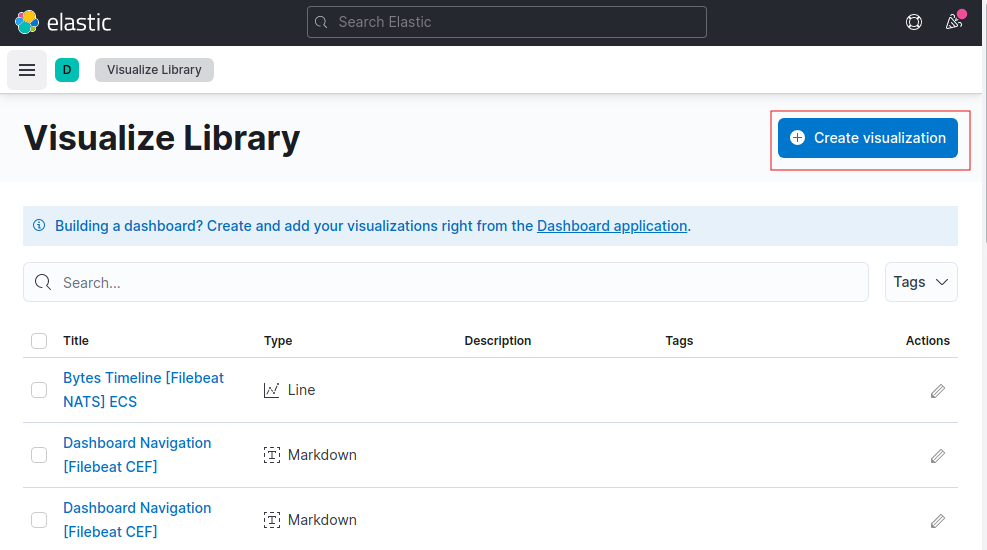 elastic
Search Elastic
D
Visualize Library
Visualize Library
Create visualization
Building a dashboard? Create and add your visualizations right from the Dashboard application.
Search...
Tags
Title Type Description Tags Actions
Bytes Timeline [Filebeat
NATS] ECS
Line
Dashboard Navigation
[Filebeat CEF]
Markdown
Dashboard Navigation
[Filebeat CEF]
Markdown